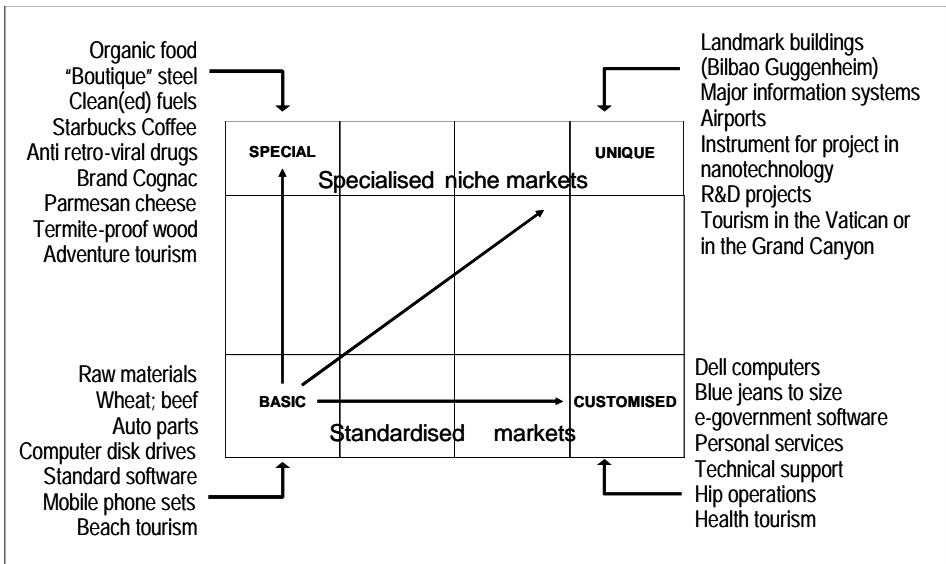 Organic food
"Boutique" steel
Clean(ed) fuels
Starbucks Coffee
Anti retro-viral drugs
Brand Cognac
Parmesan cheese
Termite-proof wood
Adventure tourism
Landmark buildings
(Bilbao Guggenheim)
Major information systems
Airports
Instrument for project in
nanotechnology
R&D projects
Tourism in the Vatican or
in the Grand Canyon
SPECIAL
UNIQUE
Specialised niche markets
BASIC
CUSTOMISED
Standardised markets
Raw materials
Wheat; beef
Auto parts
Computer disk drives
Standard software
Mobile phone sets
Beach tourism
Dell computers
Blue jeans to size
e-government software
Personal services
Technical support
Hip operations
Health tourism